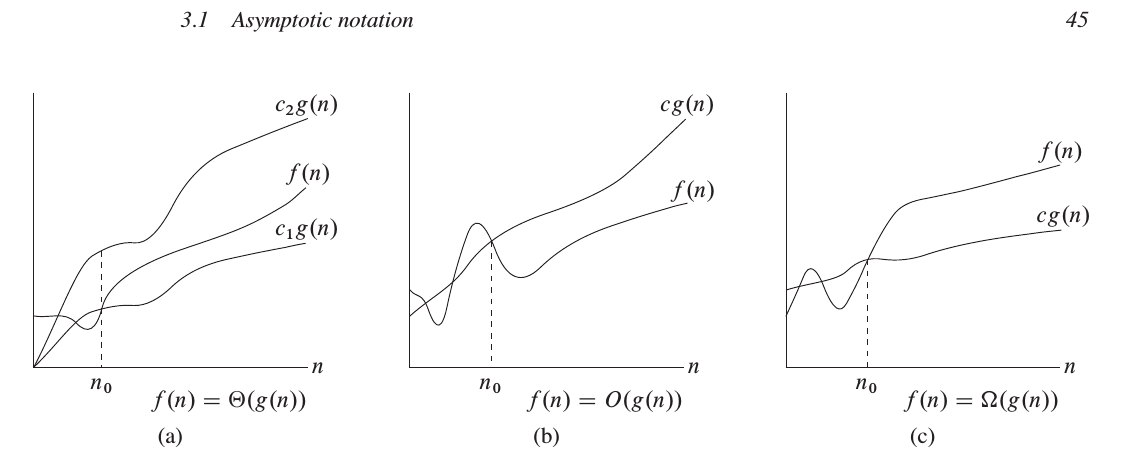 3.1 Asymptotic notation 45
c₂g(n)
f(n)
c₁g(n)
n
n₀
f(n) = Θ(g(n))
(a)
cg(n)
f(n)
n
n₀
f(n) = O(g(n))
(b)
f(n)
cg(n)
n
n₀
f(n) = Ω(g(n))
(c)